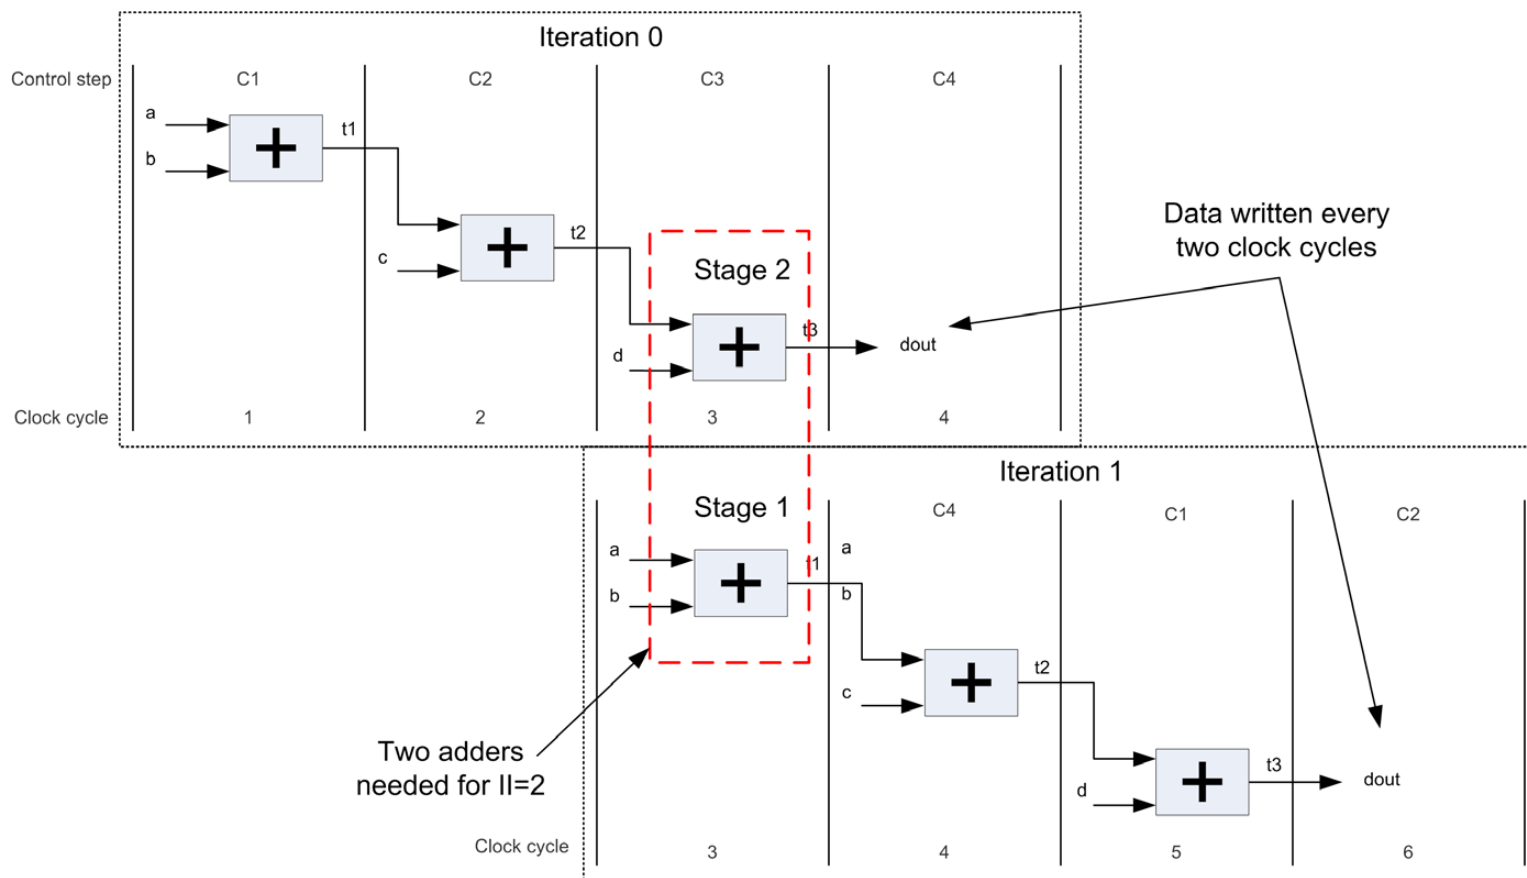 Iteration 0
Control step C1 C2 C3 C4
a
b
t1
t2
c
Stage 2
t3
d
dout
Data written every
two clock cycles
Clock cycle 1 2 3 4
Iteration 1
Stage 1
C4 C1 C2
a
b
t1
a
b
t2
c
Two adders
needed for II=2
t3
d
dout
Clock cycle 3 4 5 6